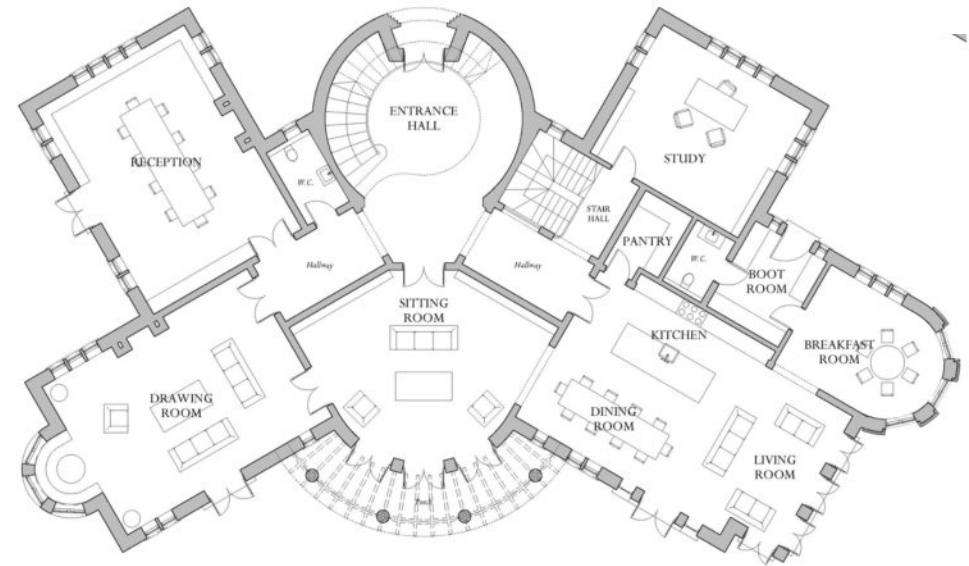 ENTRANCE
HALL
RECEPTION
STUDY
W.C.
STAIR
HALL
PANTRY
Hallway
Hallway
W.C.
BOOT
ROOM
SITTING
ROOM
KITCHEN
BREAKFAST
ROOM
DRAWING
ROOM
DINING
ROOM
LIVING
ROOM
Porch